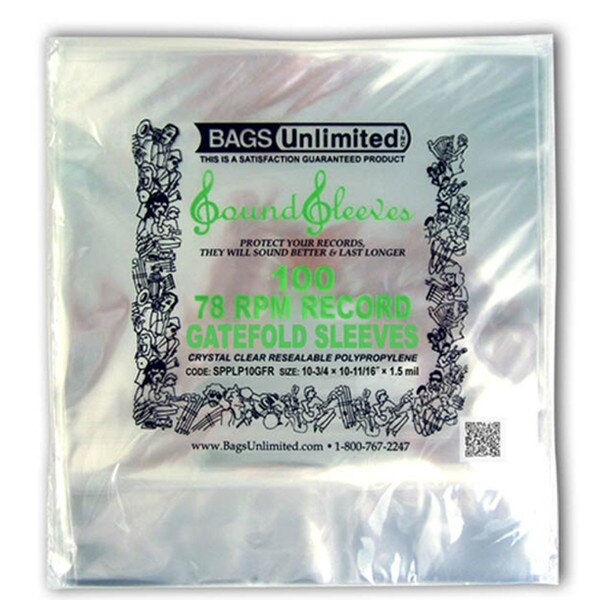 BAGS Unlimited INC
THIS IS A SATISFACTION GUARANTEED PRODUCT
SoundSleeves
PROTECT YOUR RECORDS,
THEY WILL SOUND BETTER & LAST LONGER
100
78 RPM RECORD
GATEFOLD SLEEVES
CRYSTAL CLEAR RESEALABLE POLYPROPYLENE
CODE: SPPLP10GFR SIZE: 10-3/4 × 10-11/16" × 1.5 mil
www.BagsUnlimited.com • 1-800-767-2247